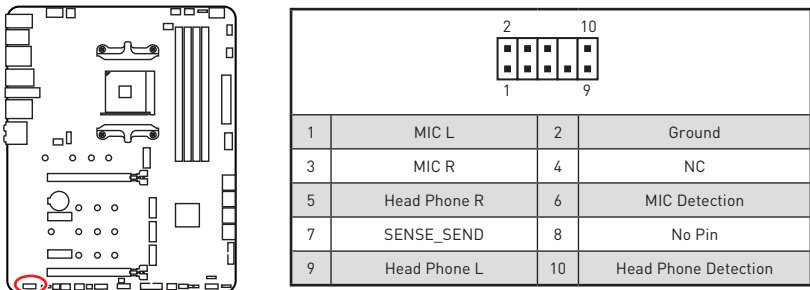 2 10
1 9
1 MIC L 2 Ground
3 MIC R 4 NC
5 Head Phone R 6 MIC Detection
7 SENSE_SEND 8 No Pin
9 Head Phone L 10 Head Phone Detection